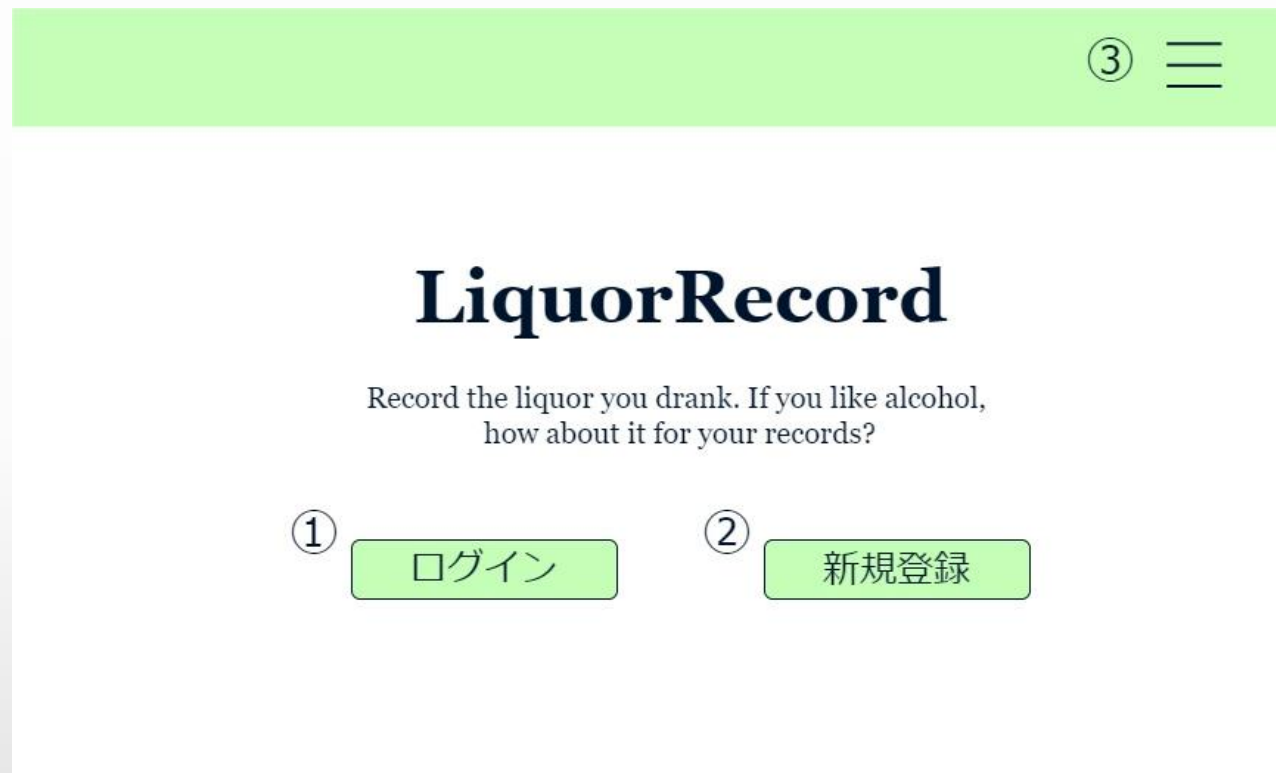 ③
LiquorRecord
Record the liquor you drank. If you like alcohol,
how about it for your records?
① ログイン
② 新規登録